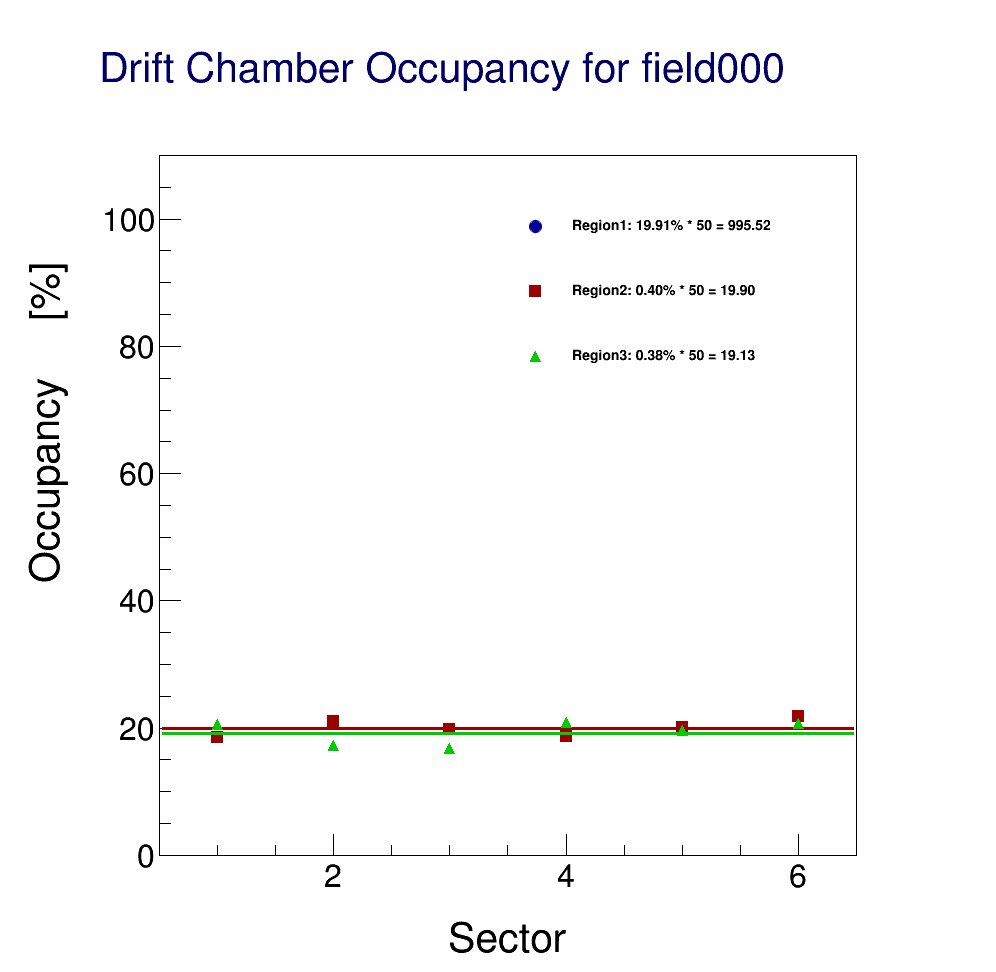 Drift Chamber Occupancy for field000
100
80
60
40
20
0
2
4
6
Occupancy [%]
Sector
Region1: 19.91% * 50 = 995.52
Region2: 0.40% * 50 = 19.90
Region3: 0.38% * 50 = 19.13